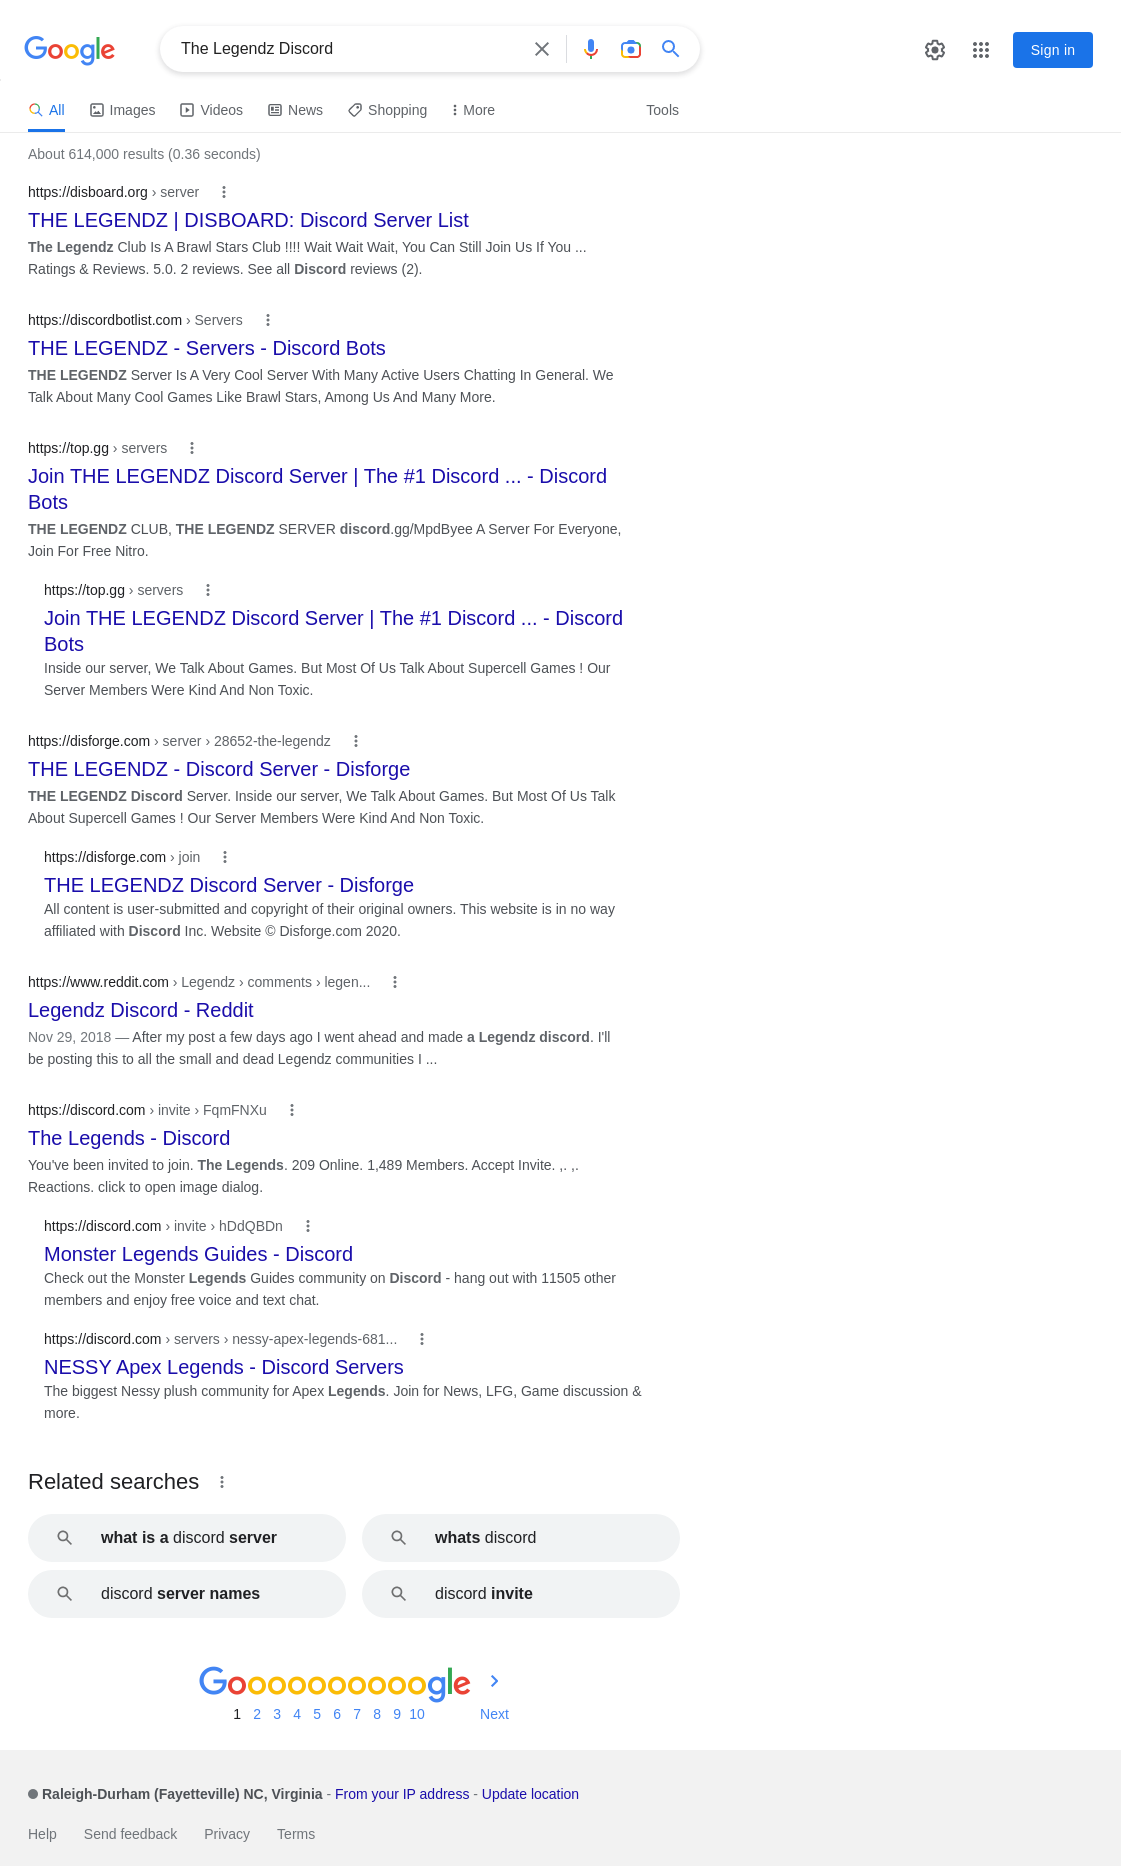 Google
The Legendz Discord
Sign in
All Images Videos News Shopping More Tools
About 614,000 results (0.36 seconds)
https://disboard.org › server
THE LEGENDZ | DISBOARD: Discord Server List
The Legendz Club Is A Brawl Stars Club !!!! Wait Wait Wait, You Can Still Join Us If You ...
Ratings & Reviews. 5.0. 2 reviews. See all Discord reviews (2).
https://discordbotlist.com › Servers
THE LEGENDZ - Servers - Discord Bots
THE LEGENDZ Server Is A Very Cool Server With Many Active Users Chatting In General. We
Talk About Many Cool Games Like Brawl Stars, Among Us And Many More.
https://top.gg › servers
Join THE LEGENDZ Discord Server | The #1 Discord ... - Discord
Bots
THE LEGENDZ CLUB, THE LEGENDZ SERVER discord.gg/MpdByee A Server For Everyone,
Join For Free Nitro.
https://top.gg › servers
Join THE LEGENDZ Discord Server | The #1 Discord ... - Discord
Bots
Inside our server, We Talk About Games. But Most Of Us Talk About Supercell Games ! Our
Server Members Were Kind And Non Toxic.
https://disforge.com › server › 28652-the-legendz
THE LEGENDZ - Discord Server - Disforge
THE LEGENDZ Discord Server. Inside our server, We Talk About Games. But Most Of Us Talk
About Supercell Games ! Our Server Members Were Kind And Non Toxic.
https://disforge.com › join
THE LEGENDZ Discord Server - Disforge
All content is user-submitted and copyright of their original owners. This website is in no way
affiliated with Discord Inc. Website © Disforge.com 2020.
https://www.reddit.com › Legendz › comments › legen...
Legendz Discord - Reddit
Nov 29, 2018 — After my post a few days ago I went ahead and made a Legendz discord. I'll
be posting this to all the small and dead Legendz communities I ...
https://discord.com › invite › FqmFNXu
The Legends - Discord
You've been invited to join. The Legends. 209 Online. 1,489 Members. Accept Invite. ,. ,.
Reactions. click to open image dialog.
https://discord.com › invite › hDdQBDn
Monster Legends Guides - Discord
Check out the Monster Legends Guides community on Discord - hang out with 11505 other
members and enjoy free voice and text chat.
https://discord.com › servers › nessy-apex-legends-681...
NESSY Apex Legends - Discord Servers
The biggest Nessy plush community for Apex Legends. Join for News, LFG, Game discussion &
more.
Related searches
what is a discord server
whats discord
discord server names
discord invite
Goooooooooogle
1 2 3 4 5 6 7 8 9 10 Next
Raleigh-Durham (Fayetteville) NC, Virginia - From your IP address - Update location
Help Send feedback Privacy Terms